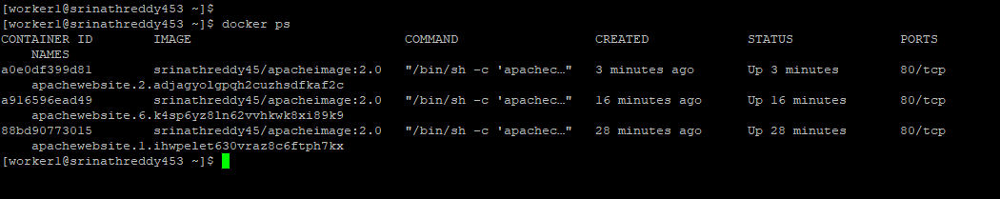 [worker1@srinathreddy453 ~]$
[worker1@srinathreddy453 ~]$ docker ps
CONTAINER ID        IMAGE                            COMMAND                  CREATED             STATUS              PORTS
    NAMES
a0e0df399d81        srinathreddy45/apacheimage:2.0   "/bin/sh -c 'apachec…"   3 minutes ago       Up 3 minutes        80/tcp
    apachewebsite.2.adjagyolgpqh2cuzhsdfkaf2c
a916596ead49        srinathreddy45/apacheimage:2.0   "/bin/sh -c 'apachec…"   16 minutes ago      Up 16 minutes       80/tcp
    apachewebsite.6.k4sp6yz8ln62vvhkwk8xi89k9
88bd90773015        srinathreddy45/apacheimage:2.0   "/bin/sh -c 'apachec…"   28 minutes ago      Up 28 minutes       80/tcp
    apachewebsite.1.ihwpelet630vraz8c6ftph7kx
[worker1@srinathreddy453 ~]$